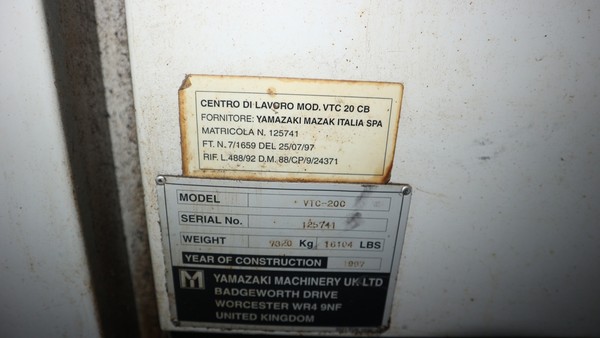 CENTRO DI LAVORO MOD. VTC 20 CB
FORNITORE: YAMAZAKI MAZAK ITALIA SPA
MATRICOLA N. 125741
FT. N. 7/1659 DEL 25/07/97
RIF. L.488/92 D.M. 88/CP/9/24371
MODEL VTC-20C
SERIAL No. 125741
WEIGHT Kg LBS
YEAR OF CONSTRUCTION 1997
M YAMAZAKI MACHINERY UK LTD
BADGEWORTH DRIVE
WORCESTER WR4 9NF
UNITED KINGDOM